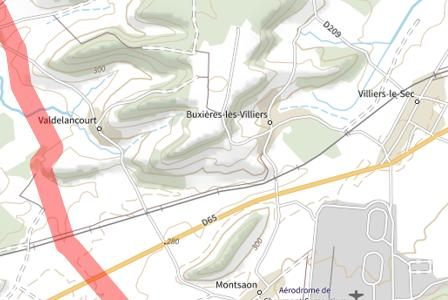 D209
300
Villiers-le-Sec
Buxières-lès-Villiers
Valdelancourt
D65
280
300
Montsaon
Aérodrome de